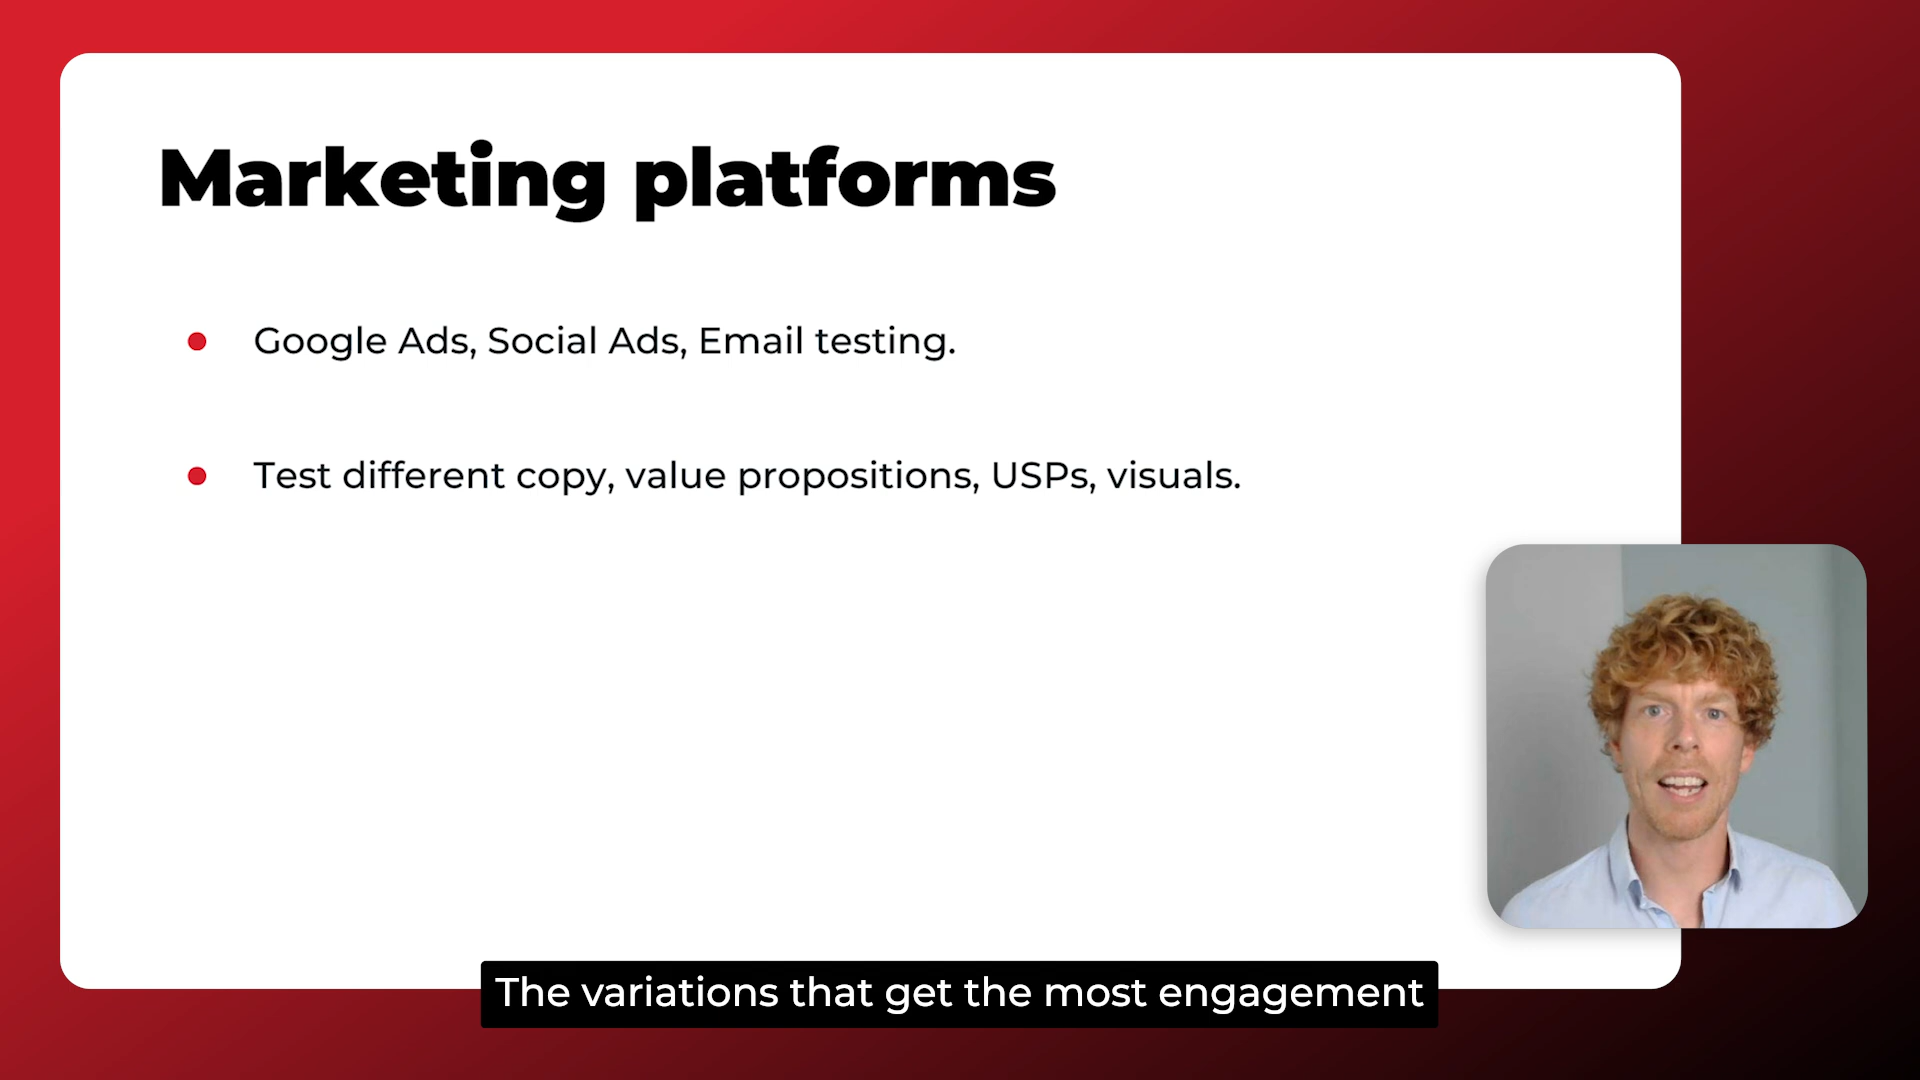 Marketing platforms
Google Ads, Social Ads, Email testing.
Test different copy, value propositions, USPs, visuals.
The variations that get the most engagement